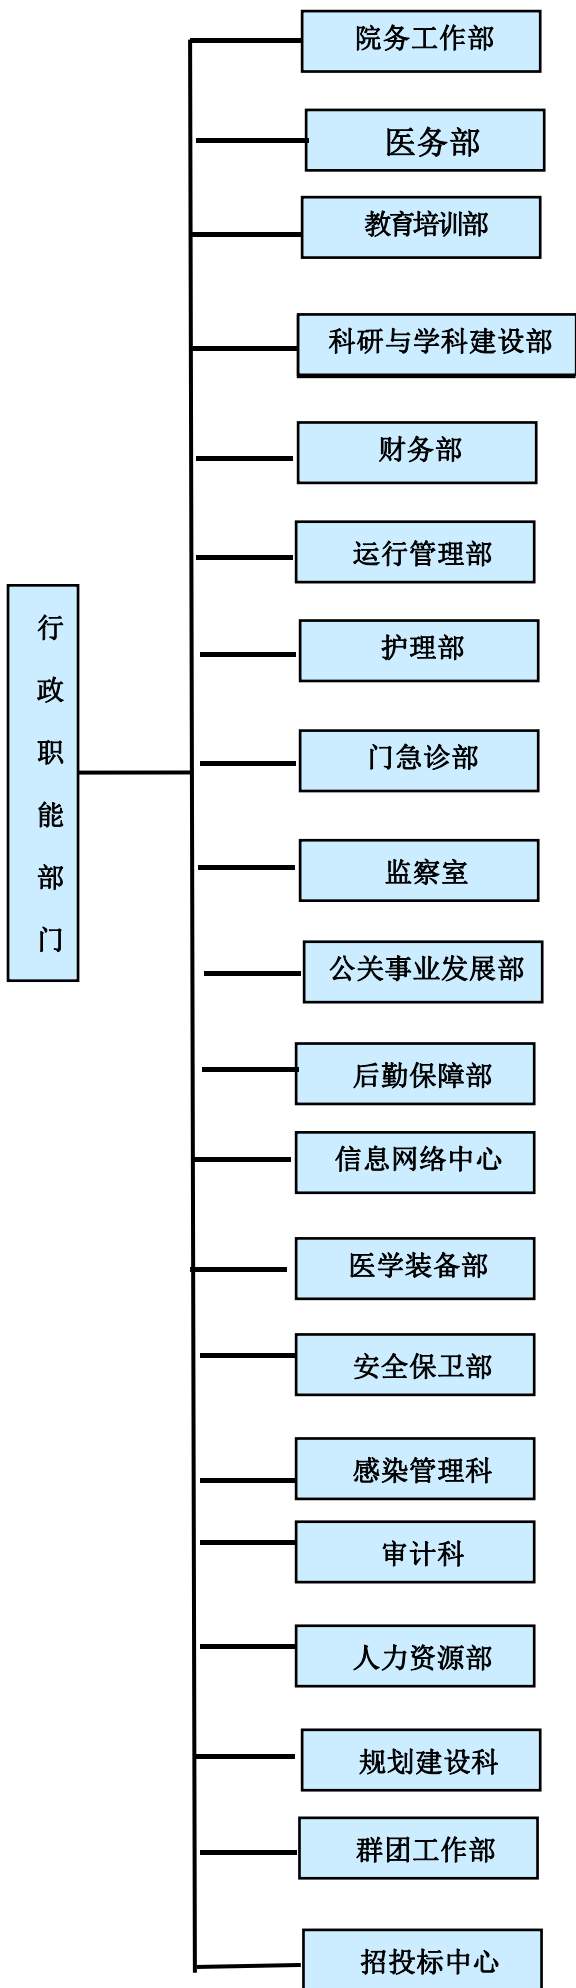 院务工作部
医务部
教育培训部
科研与学科建设部
财务部
运行管理部
行政职能部门
护理部
门急诊部
监察室
公关事业发展部
后勤保障部
信息网络中心
医学装备部
安全保卫部
感染管理科
审计科
人力资源部
规划建设科
群团工作部
招投标中心